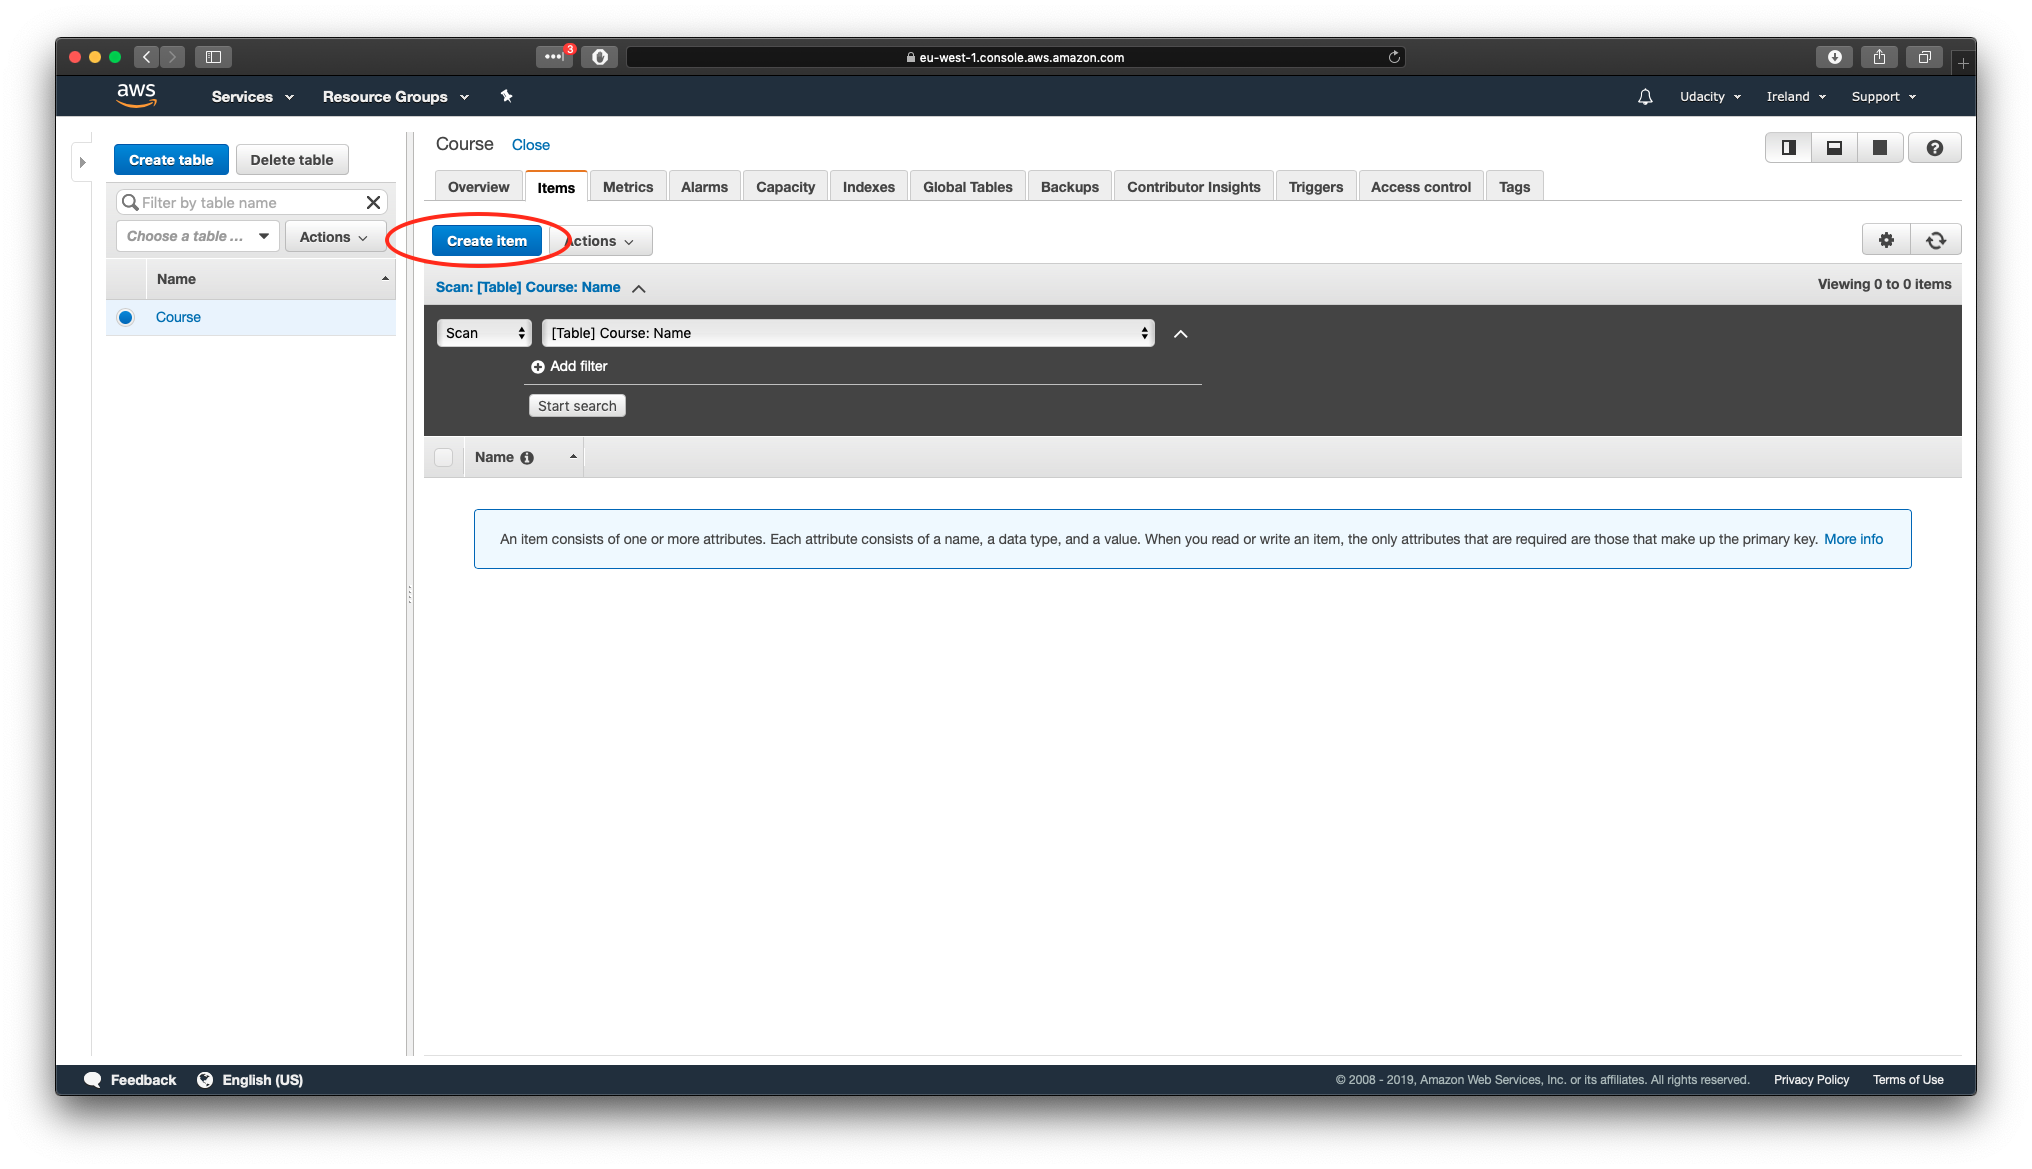 3
eu-west-1.console.aws.amazon.com
aws Services Resource Groups Udacity Ireland Support
Create table Delete table
Filter by table name
Choose a table ... Actions
Name
Course
Course Close
Overview Items Metrics Alarms Capacity Indexes Global Tables Backups Contributor Insights Triggers Access control Tags
Create item Actions
Scan: [Table] Course: Name Viewing 0 to 0 items
Scan [Table] Course: Name
Add filter
Start search
Name
An item consists of one or more attributes. Each attribute consists of a name, a data type, and a value. When you read or write an item, the only attributes that are required are those that make up the primary key. More info
Feedback English (US) © 2008 - 2019, Amazon Web Services, Inc. or its affiliates. All rights reserved. Privacy Policy Terms of Use